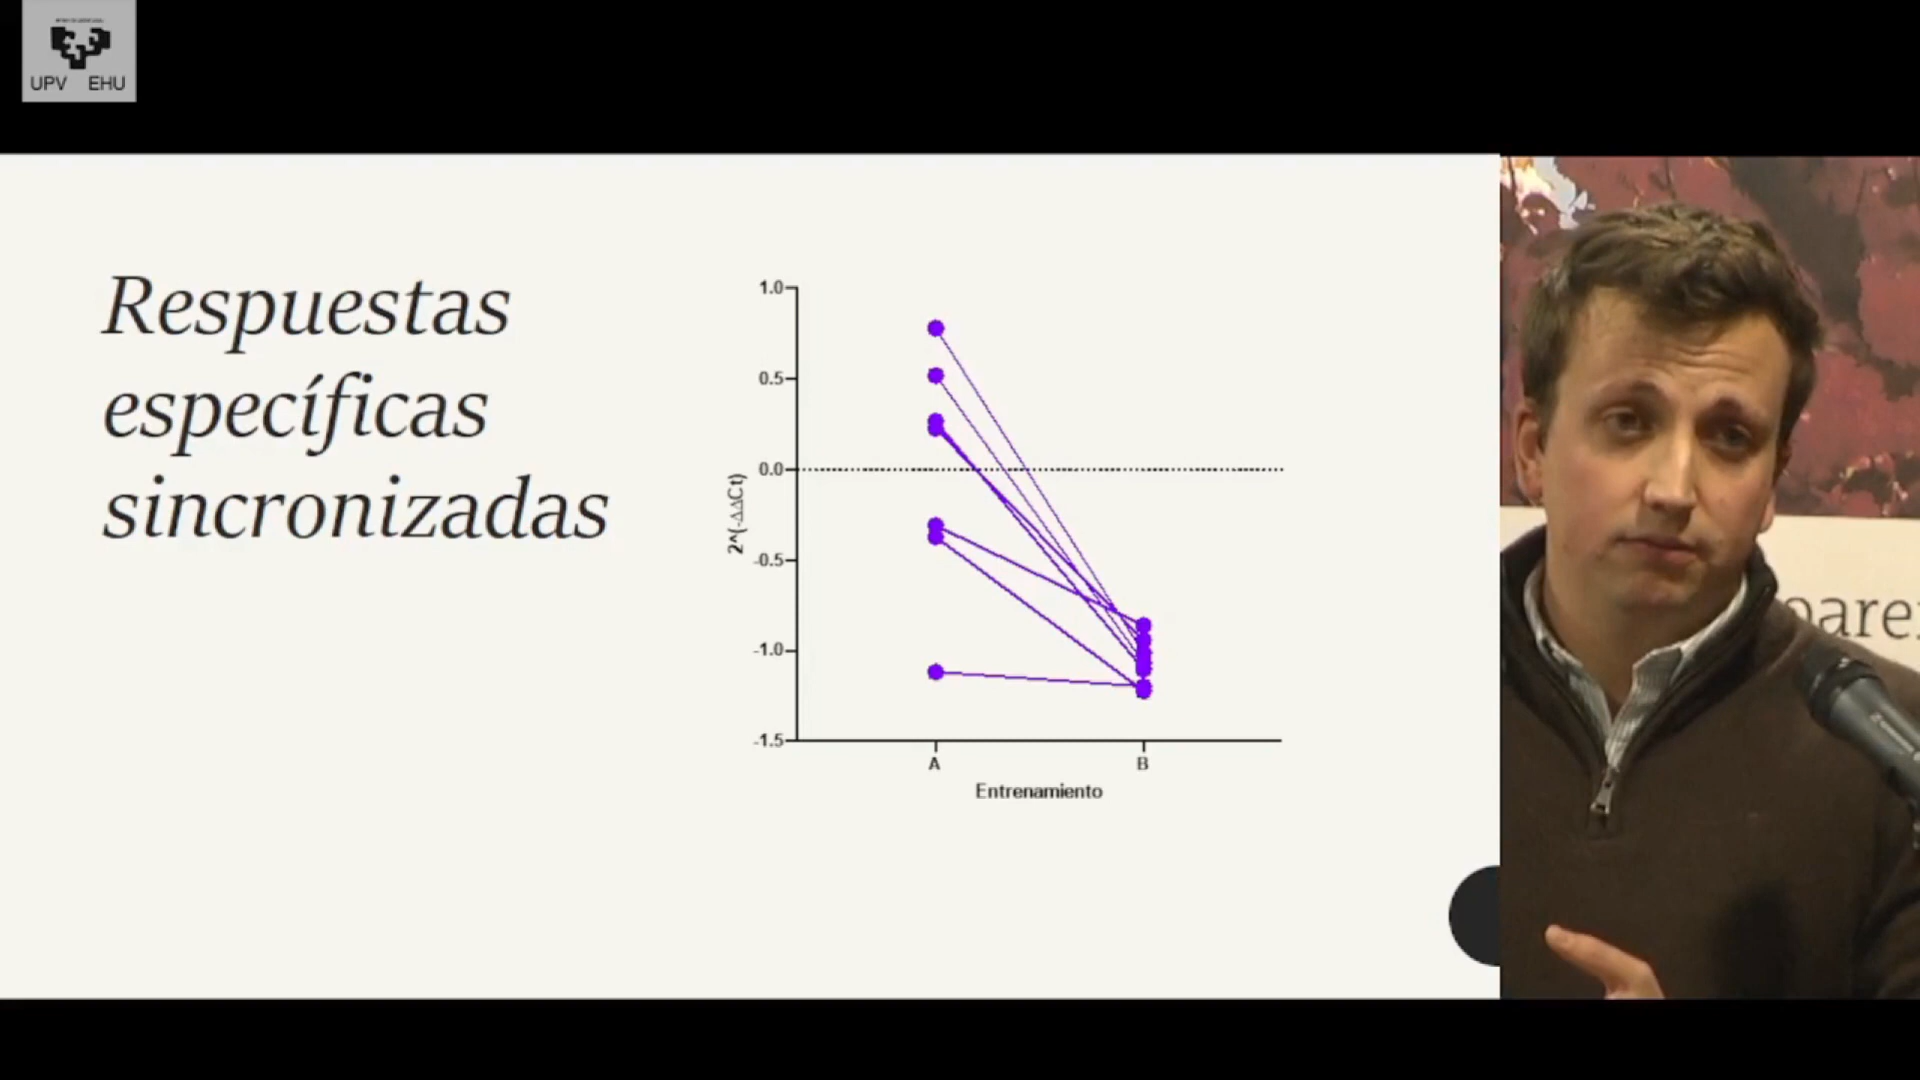 UPV EHU
Respuestas
específicas
sincronizadas
1.0
0.5
0.0
-0.5
-1.0
-1.5
2^(-ΔΔCt)
A B
Entrenamiento